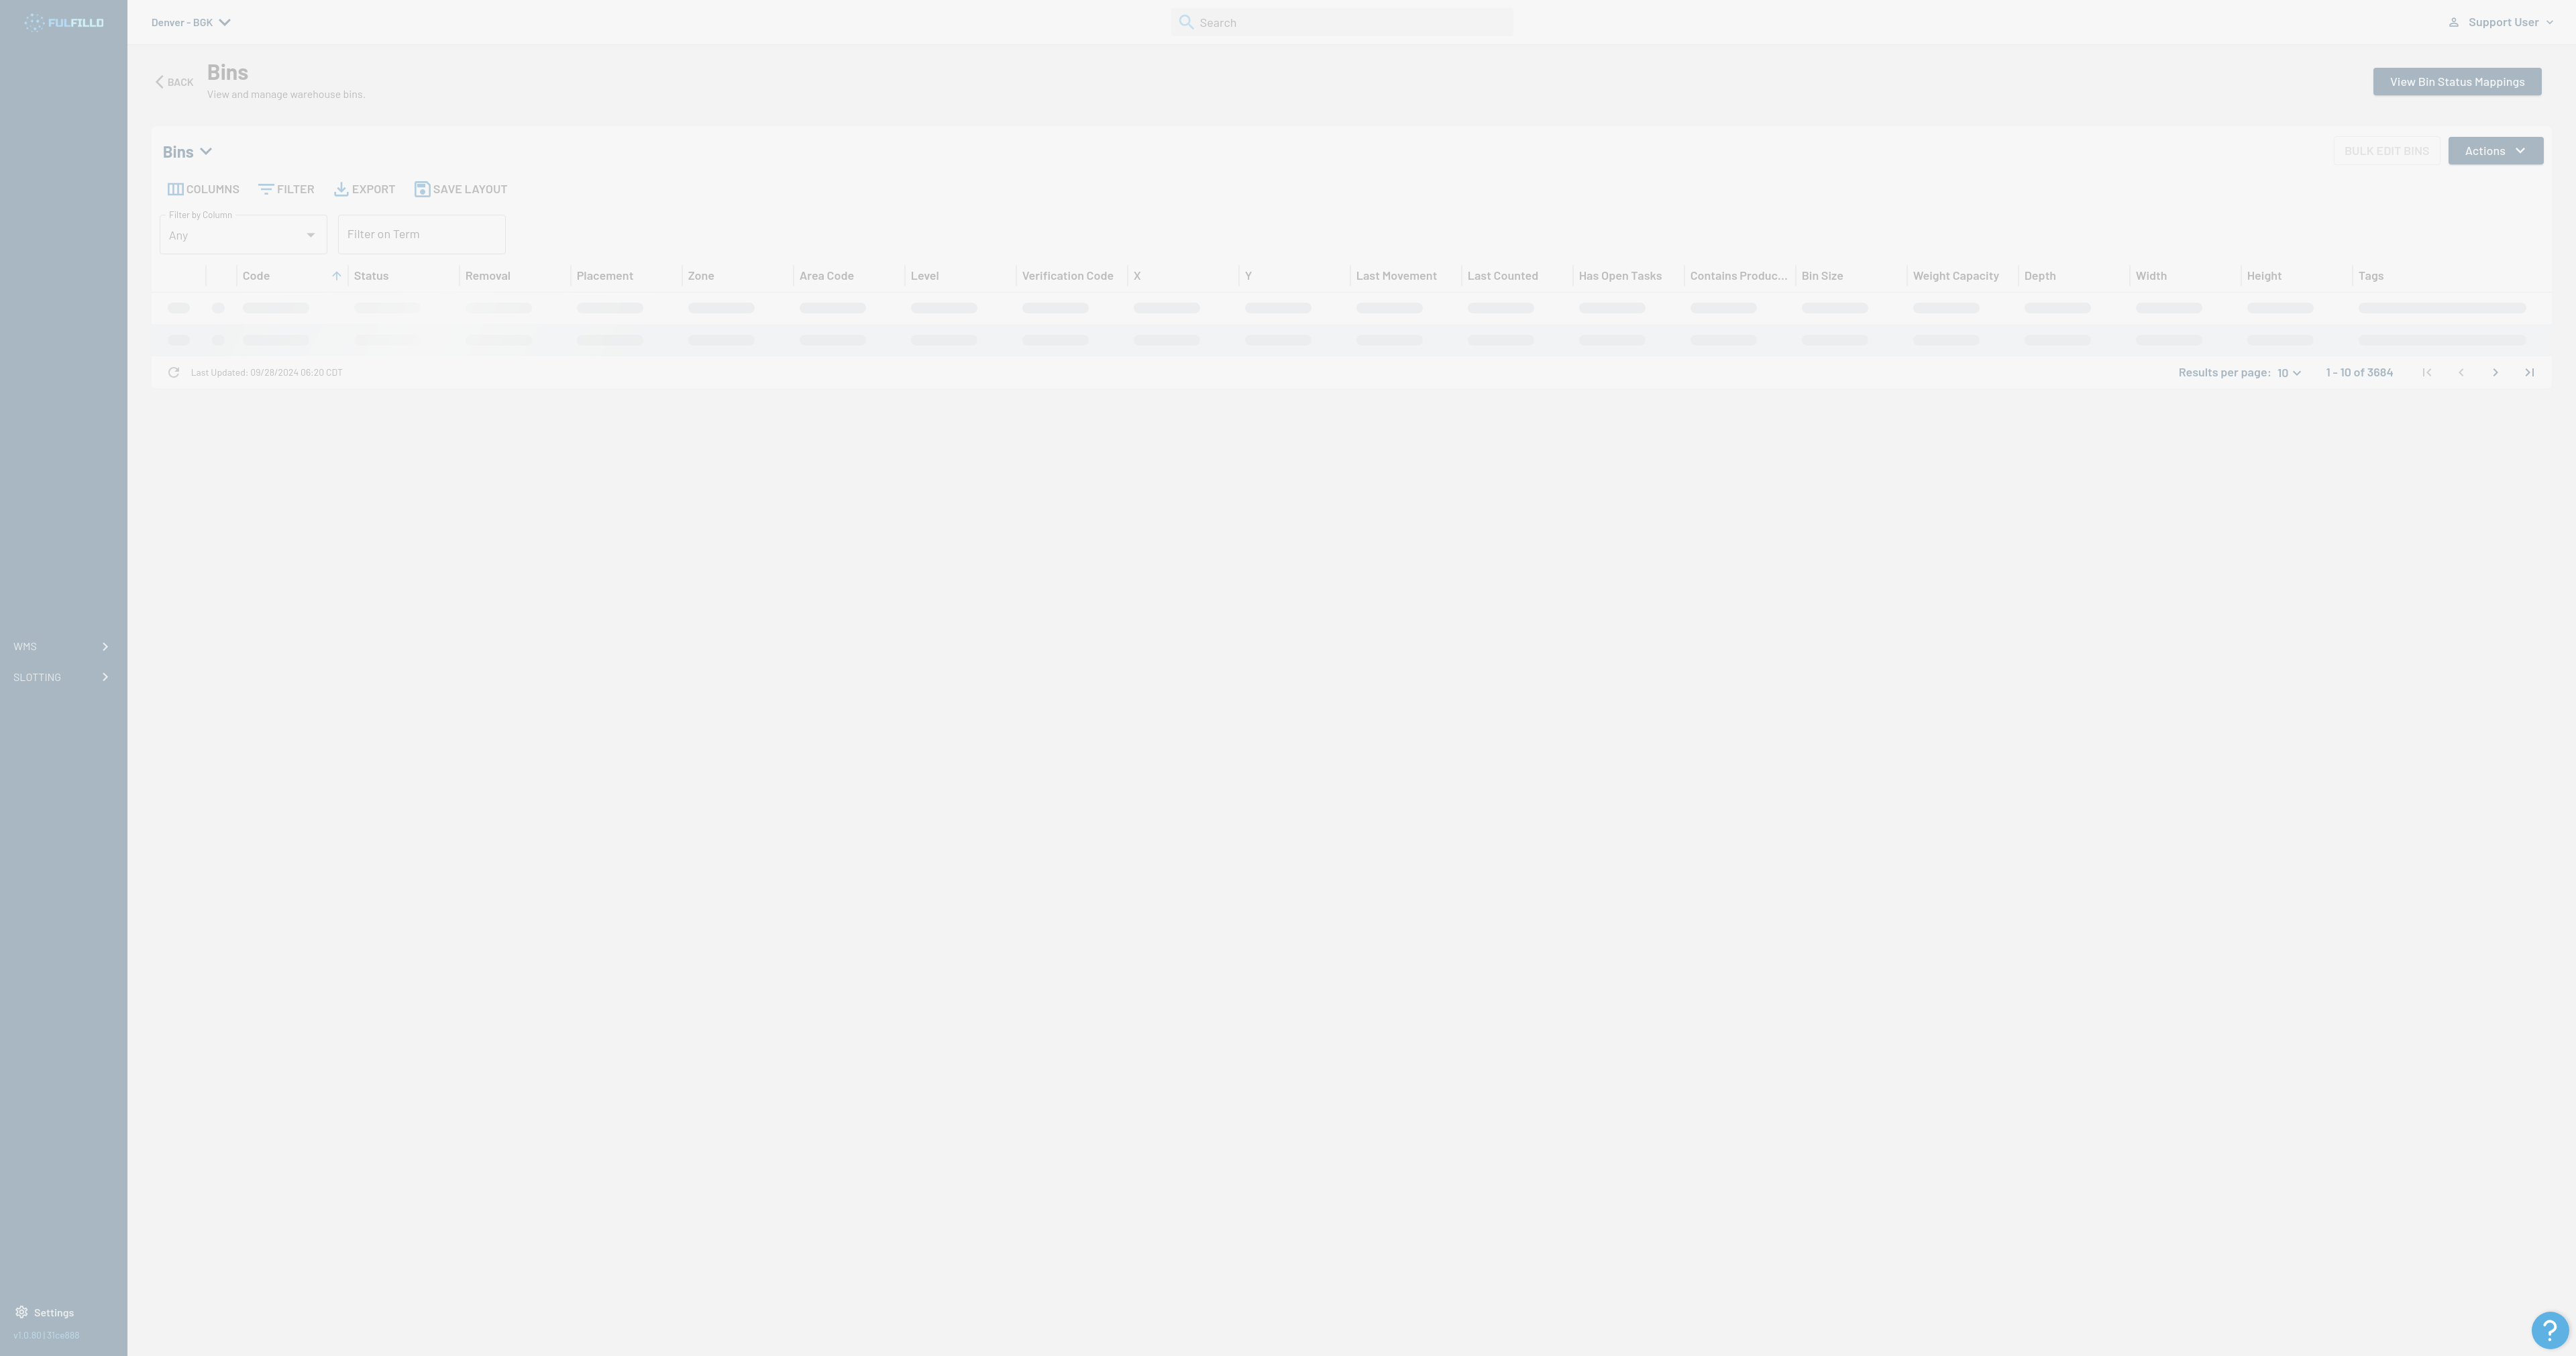 FULFILLD
Denver - BGK
Search
Support User
BACK
Bins
View and manage warehouse bins.
View Bin Status Mappings
Bins
BULK EDIT BINS
Actions
COLUMNS FILTER EXPORT SAVE LAYOUT
Filter by Column
Any
Filter on Term
Code Status Removal Placement Zone Area Code Level Verification Code X Y Last Movement Last Counted Has Open Tasks Contains Produc... Bin Size Weight Capacity Depth Width Height Tags
Last Updated: 09/28/2024 06:20 CDT
Results per page: 10 1 - 10 of 3684
WMS
SLOTTING
Settings
v1.0.80 |
?